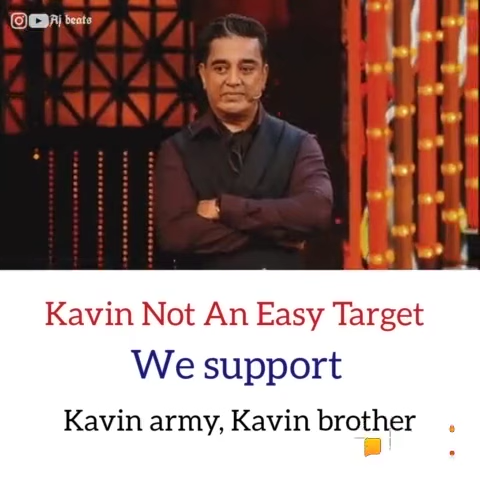 Aj beats
Kavin Not An Easy Target
We support
Kavin army, Kavin brother